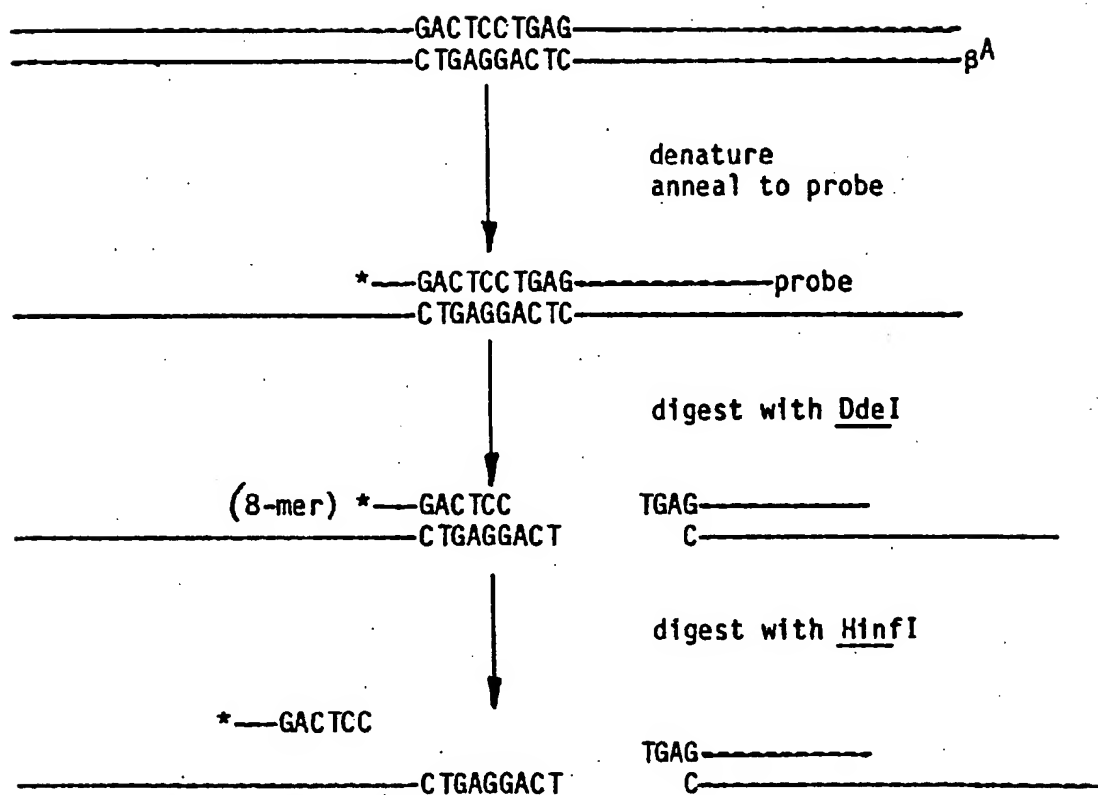 GACTCCTGAG
CTGAGGACTC βA
denature
anneal to probe
* GACTCCTGAG probe
CTGAGGACTC
digest with DdeI
(8-mer) * GACTCC TGAG
CTGAGGACT C
digest with HinfI
* GACTCC
TGAG
CTGAGGACT C